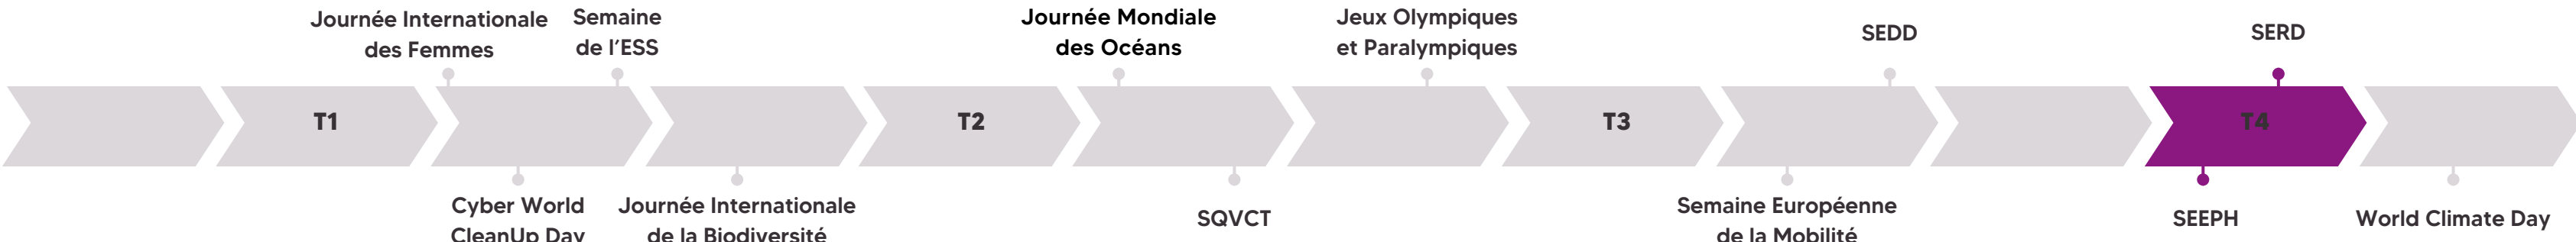 Journée Internationale
des Femmes
Semaine
de l'ESS
Journée Mondiale
des Océans
Jeux Olympiques
et Paralympiques
SEDD
SERD
T1
T2
T3
T4
Cyber World
CleanUp Day
Journée Internationale
de la Biodiversité
SQVCT
Semaine Européenne
de la Mobilité
SEEPH
World Climate Day